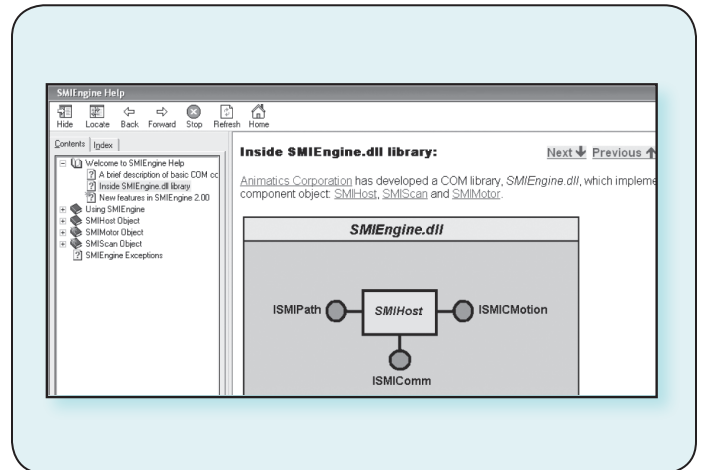 SMIEngine Help
Hide Locate Back Forward Stop Refresh Home
Contents Index
Welcome to SMIEngine Help
A brief description of basic COM oc
Inside SMIEngine.dll library
New features in SMIEngine 2.00
Using SMIEngine
SMIHost Object
SMIMotor Object
SMIScan Object
SMIEngine Exceptions
Inside SMIEngine.dll library: Next Previous
Animatics Corporation has developed a COM library, SMIEngine.dll, which impleme
component object: SMIHost, SMIScan and SMIMotor.
SMIEngine.dll
ISMIPath SMIHost ISMICMotion
ISMIComm